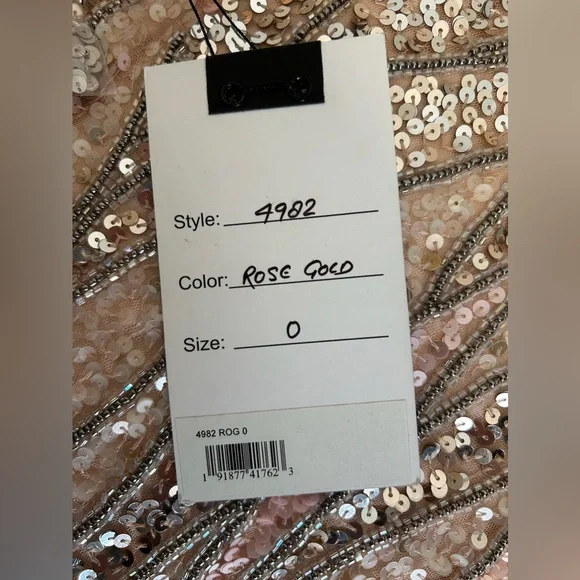 Style: 4982
Color: ROSE GOLD
Size: 0
4982 ROG 0
1 91877 41762 3